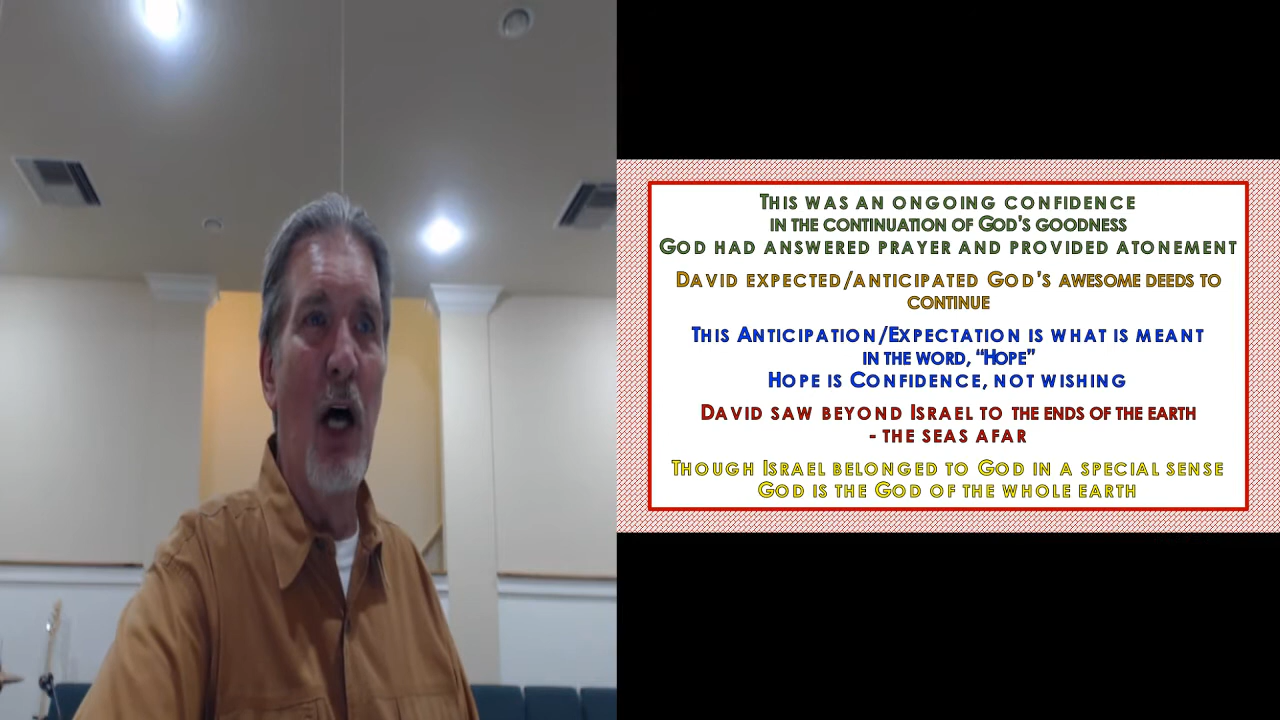 This was an ongoing confidence
in the continuation of God's goodness
God had answered prayer and provided atonement
David expected/anticipated God's awesome deeds to
continue
This Anticipation/Expectation is what is meant
in the word, “Hope”
Hope is Confidence, not wishing
David saw beyond Israel to the ends of the earth
- the seas afar
Though Israel belonged to God in a special sense
God is the God of the whole earth